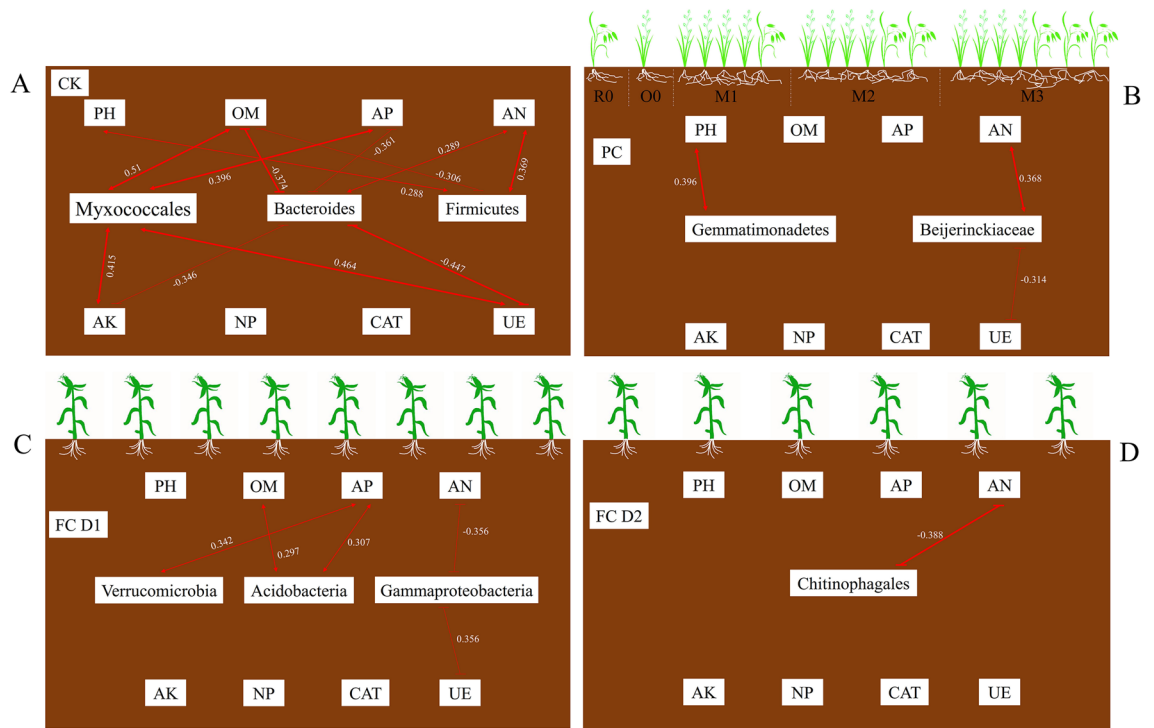 A
CK
PH OM AP AN
-0.361 0.289
0.51 0.396 -0.374 -0.306 0.369
0.288
Myxococcales Bacteroides Firmicutes
0.415 -0.346 0.464 -0.447
AK NP CAT UE
R0 O0 M1 M2 M3
B
PH OM AP AN
PC
0.396 0.368
Gemmatimonadetes Beijerinckiaceae
-0.314
AK NP CAT UE
C
PH OM AP AN
FC D1
0.342 0.297 0.307 -0.356
Verrucomicrobia Acidobacteria Gammaproteobacteria
0.356
AK NP CAT UE
D
PH OM AP AN
FC D2
-0.388
Chitinophagales
AK NP CAT UE